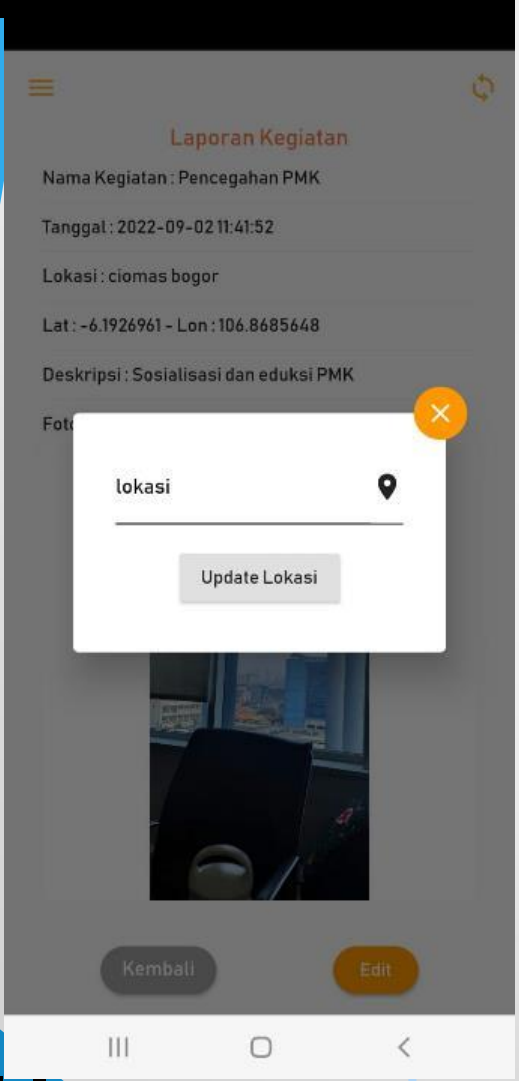 Laporan Kegiatan
Nama Kegiatan : Pencegahan PMK
Tanggal : 2022-09-02 11:41:52
Lokasi : ciomas bogor
Lat : -6.1926961 - Lon : 106.8685648
Deskripsi : Sosialisasi dan eduksi PMK
lokasi
Update Lokasi
Kembali
Edit